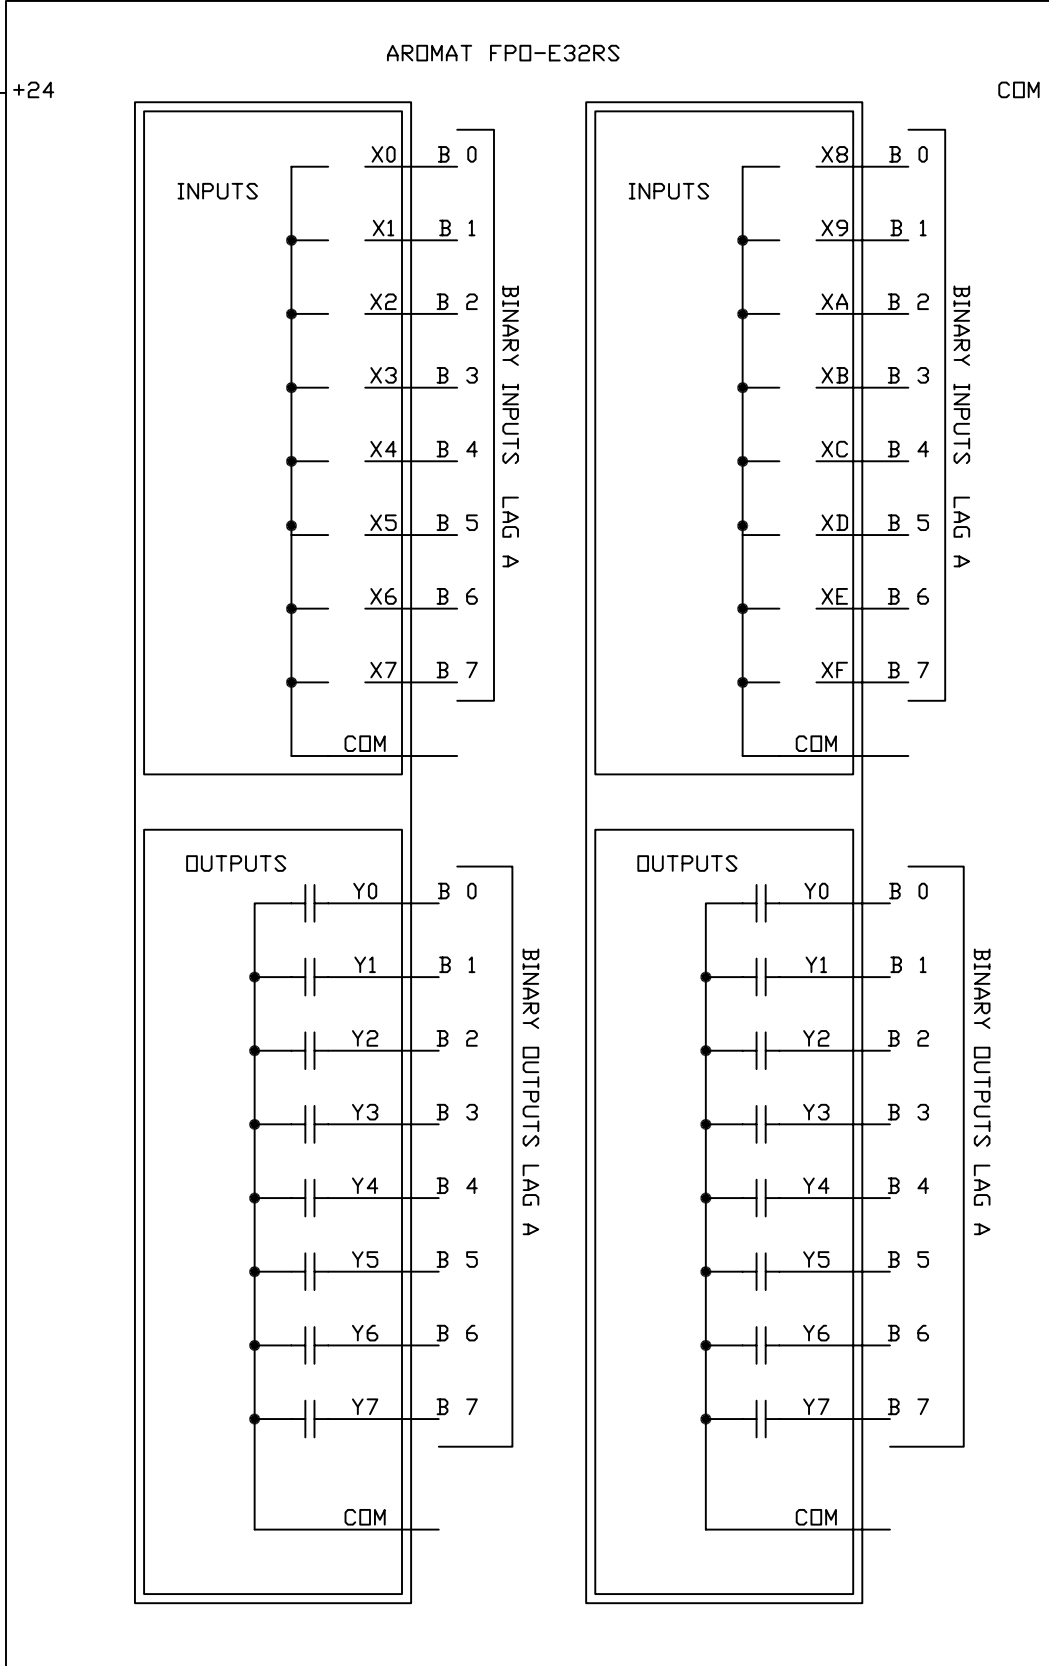 AROMAT FPO-E32RS
+24
COM
INPUTS
X0 B 0
X1 B 1
X2 B 2
X3 B 3
X4 B 4
X5 B 5
X6 B 6
X7 B 7
COM
BINARY INPUTS LAG A
INPUTS
X8 B 0
X9 B 1
XA B 2
XB B 3
XC B 4
XD B 5
XE B 6
XF B 7
COM
BINARY INPUTS LAG A
OUTPUTS
Y0 B 0
Y1 B 1
Y2 B 2
Y3 B 3
Y4 B 4
Y5 B 5
Y6 B 6
Y7 B 7
COM
BINARY OUTPUTS LAG A
OUTPUTS
Y0 B 0
Y1 B 1
Y2 B 2
Y3 B 3
Y4 B 4
Y5 B 5
Y6 B 6
Y7 B 7
COM
BINARY OUTPUTS LAG A